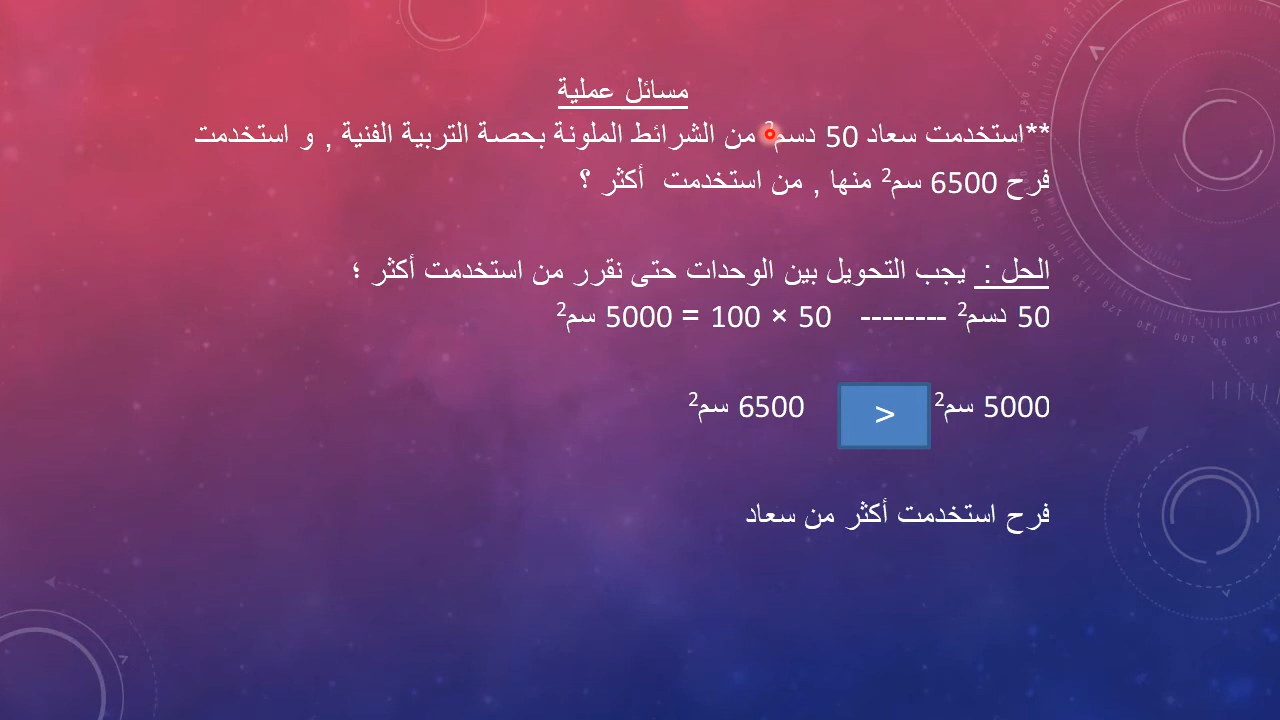 مسائل عملية
**استخدمت سعاد 50 دسم² من الشرائط الملونة بحصة التربية الفنية , و استخدمت
فرح 6500 سم² منها , من استخدمت أكثر ؟
الحل : يجب التحويل بين الوحدات حتى نقرر من استخدمت أكثر ؛
50 دسم² -------- 50 × 100 = 5000 سم²
5000 سم² > 6500 سم²
فرح استخدمت أكثر من سعاد